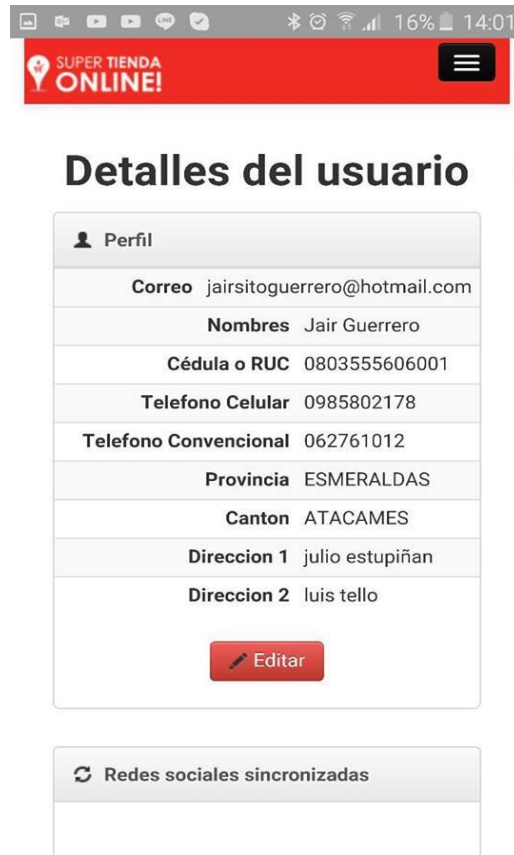 16% 14:01
SUPER TIENDA
ONLINE!
Detalles del usuario
Perfil
Correo jairsitoguerrero@hotmail.com
Nombres Jair Guerrero
Cédula o RUC 0803555606001
Telefono Celular 0985802178
Telefono Convencional 062761012
Provincia ESMERALDAS
Canton ATACAMES
Direccion 1 julio estupiñan
Direccion 2 luis tello
Editar
Redes sociales sincronizadas